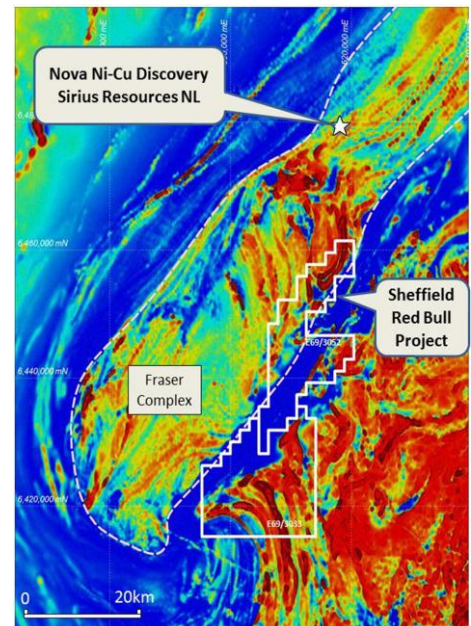 Nova Ni-Cu Discovery
Sirius Resources NL
6,460,000 mN
Sheffield
Red Bull
Project
E69/3052
6,440,000 mN
Fraser
Complex
6,420,000 mN
E69/3033
0 20km